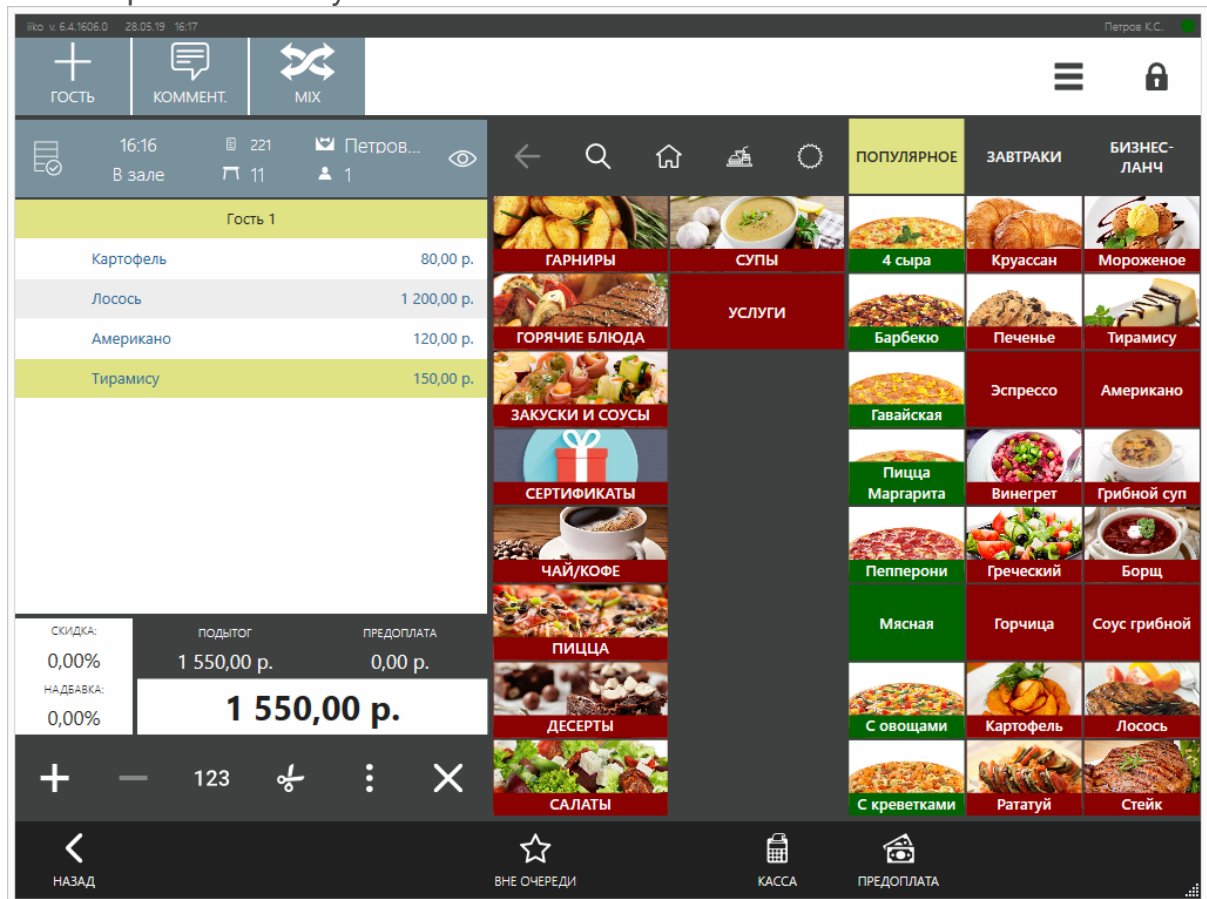 iiko v. 6.4.1606.0 28.05.19 16:17 Петров К.С.
ГОСТЬ КОММЕНТ. MIX
16:16 221 Петров...
В зале 11 1
ПОПУЛЯРНОЕ ЗАВТРАКИ БИЗНЕС-
ЛАНЧ
Гость 1
Картофель 80,00 р.
Лосось 1 200,00 р.
Американо 120,00 р.
Тирамису 150,00 р.
СКИДКА:
0,00%
НАДБАВКА:
0,00%
ПОДЫТОГ ПРЕДОПЛАТА
1 550,00 р. 0,00 р.
1 550,00 р.
123
ГАРНИРЫ СУПЫ
ГОРЯЧИЕ БЛЮДА УСЛУГИ
ЗАКУСКИ И СОУСЫ
СЕРТИФИКАТЫ
ЧАЙ/КОФЕ
ПИЦЦА
ДЕСЕРТЫ
САЛАТЫ
4 сыра Круассан Мороженое
Барбекю Печенье Тирамису
Гавайская Эспрессо Американо
Пицца
Маргарита Винегрет Грибной суп
Пепперони Греческий Борщ
Мясная Горчица Соус грибной
С овощами Картофель Лосось
С креветками Рататуй Стейк
НАЗАД ВНЕ ОЧЕРЕДИ КАССА ПРЕДОПЛАТА